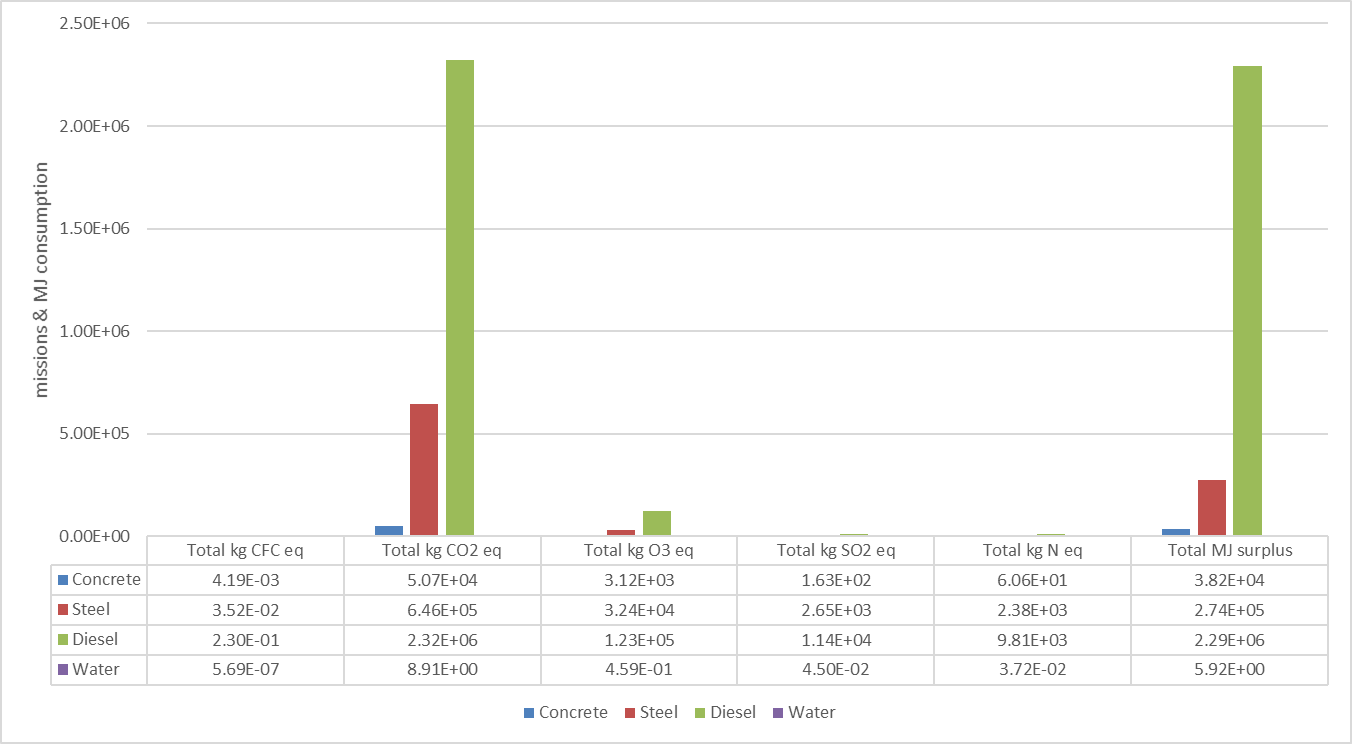 2.50E+06
2.00E+06
1.50E+06
1.00E+06
5.00E+05
0.00E+00
missions & MJ consumption
Total kg CFC eq Total kg CO2 eq Total kg O3 eq Total kg SO2 eq Total kg N eq Total MJ surplus
Concrete 4.19E-03 5.07E+04 3.12E+03 1.63E+02 6.06E+01 3.82E+04
Steel 3.52E-02 6.46E+05 3.24E+04 2.65E+03 2.38E+03 2.74E+05
Diesel 2.30E-01 2.32E+06 1.23E+05 1.14E+04 9.81E+03 2.29E+06
Water 5.69E-07 8.91E+00 4.59E-01 4.50E-02 3.72E-02 5.92E+00
Concrete Steel Diesel Water